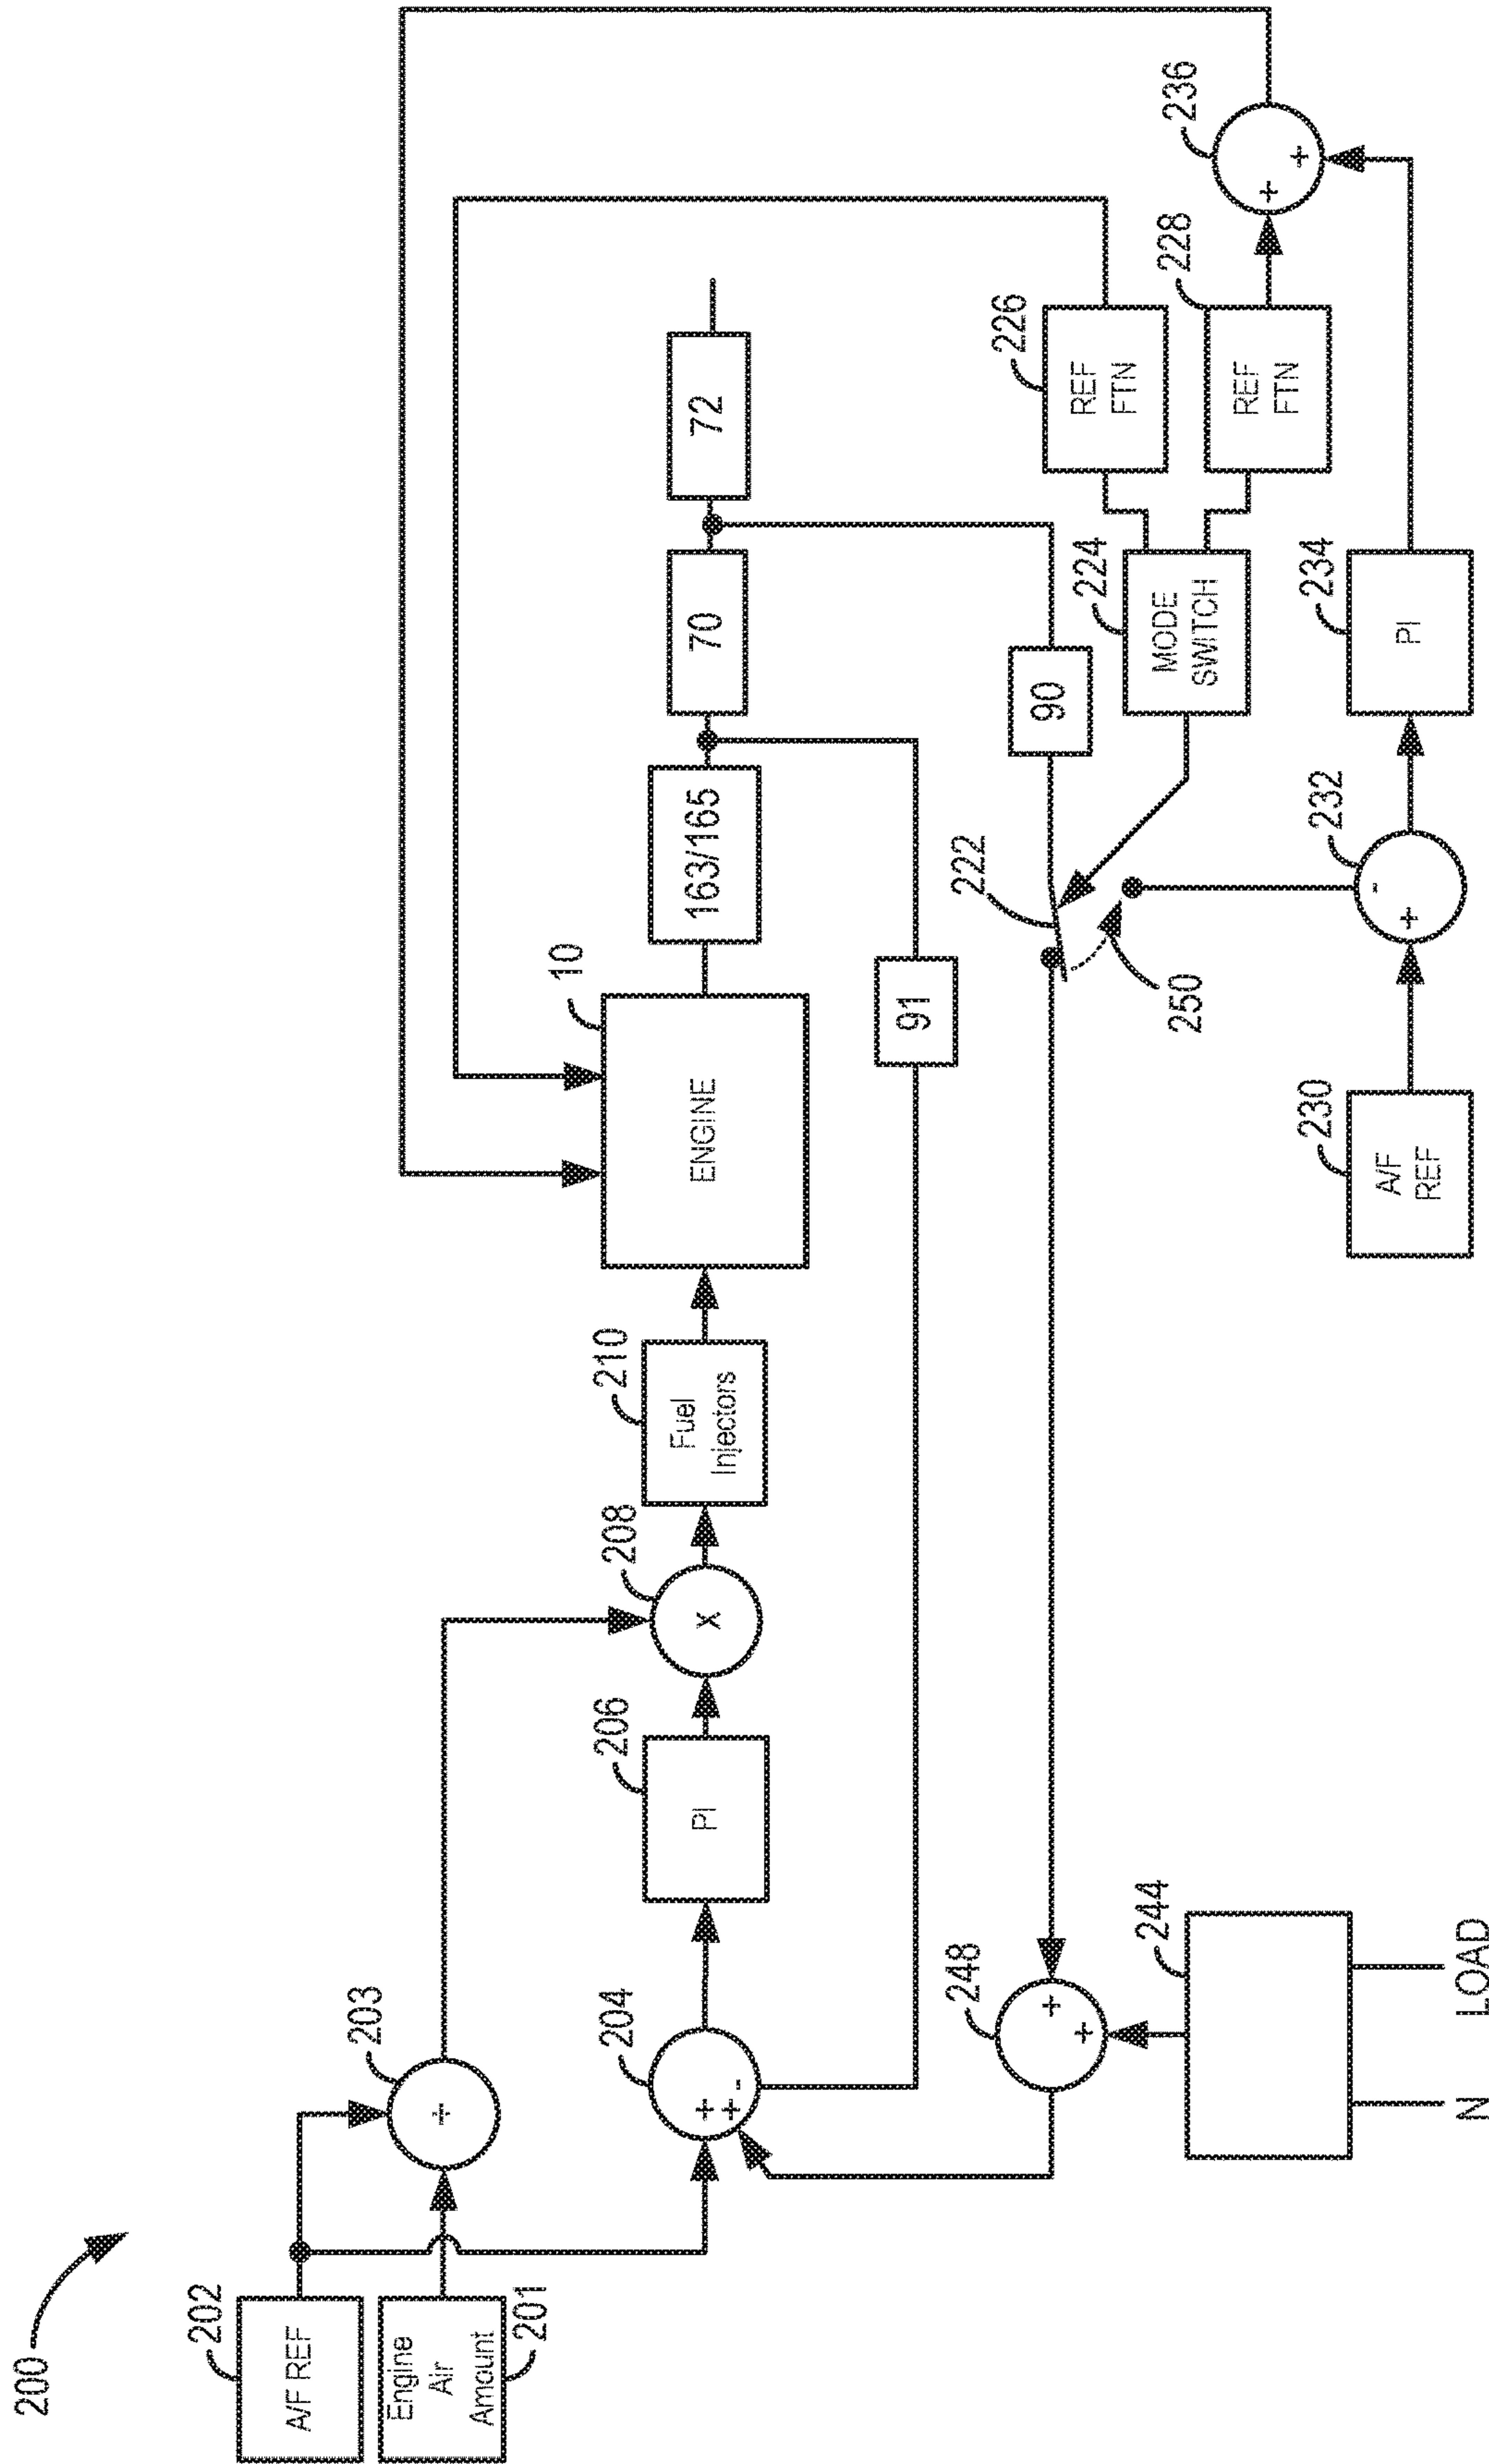 200
202
A/F REF
Engine
Air
Amount
201
203
÷
204
+
+
-
206
PI
208
X
210
Fuel
Injectors
10
ENGINE
163/165
70
72
91
90
222
250
224
MODE
SWITCH
226
REF
FTN
228
REF
FTN
236
+
+
248
+
+
244
N
LOAD
230
A/F
REF
232
+
-
234
PI